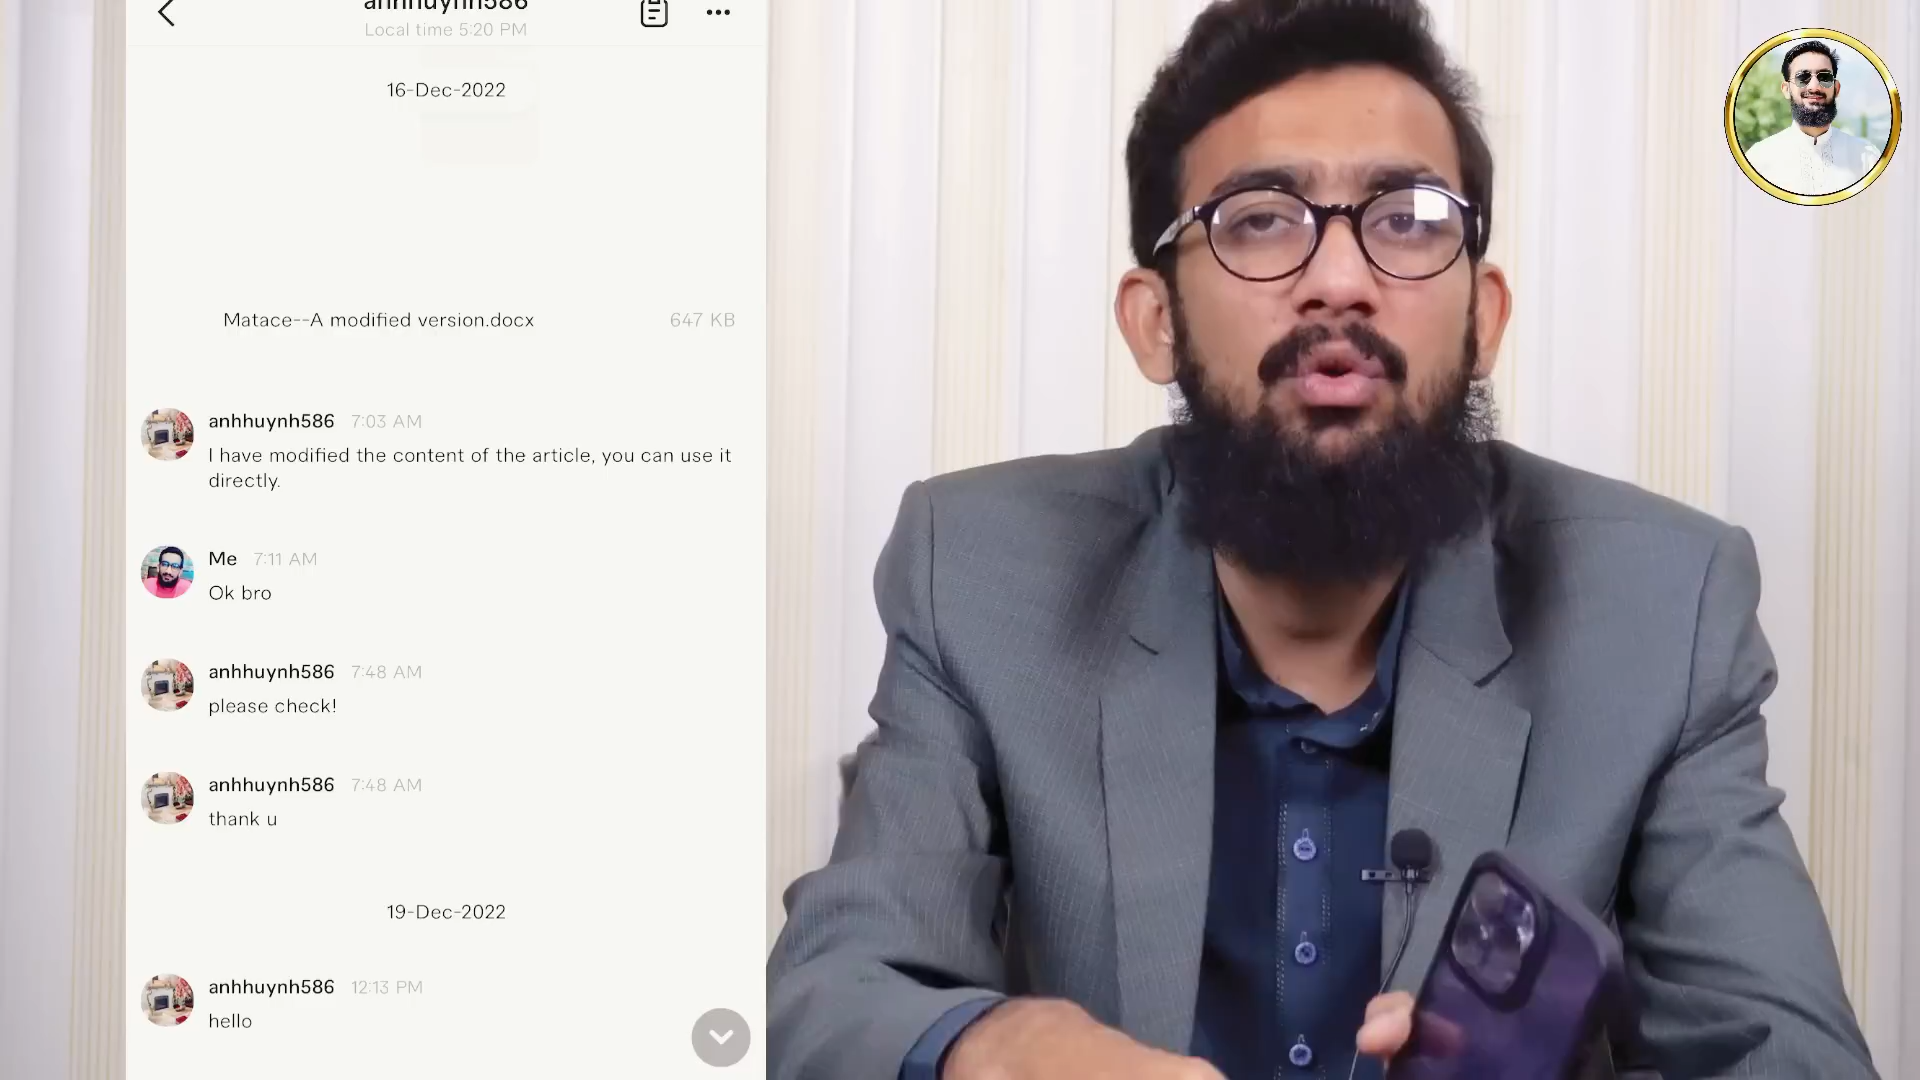 anhhuynh586
Local time 5:20 PM
16-Dec-2022
Matace--A modified version.docx 647 KB
anhhuynh586 7:03 AM
I have modified the content of the article, you can use it
directly.
Me 7:11 AM
Ok bro
anhhuynh586 7:48 AM
please check!
anhhuynh586 7:48 AM
thank u
19-Dec-2022
anhhuynh586 12:13 PM
hello